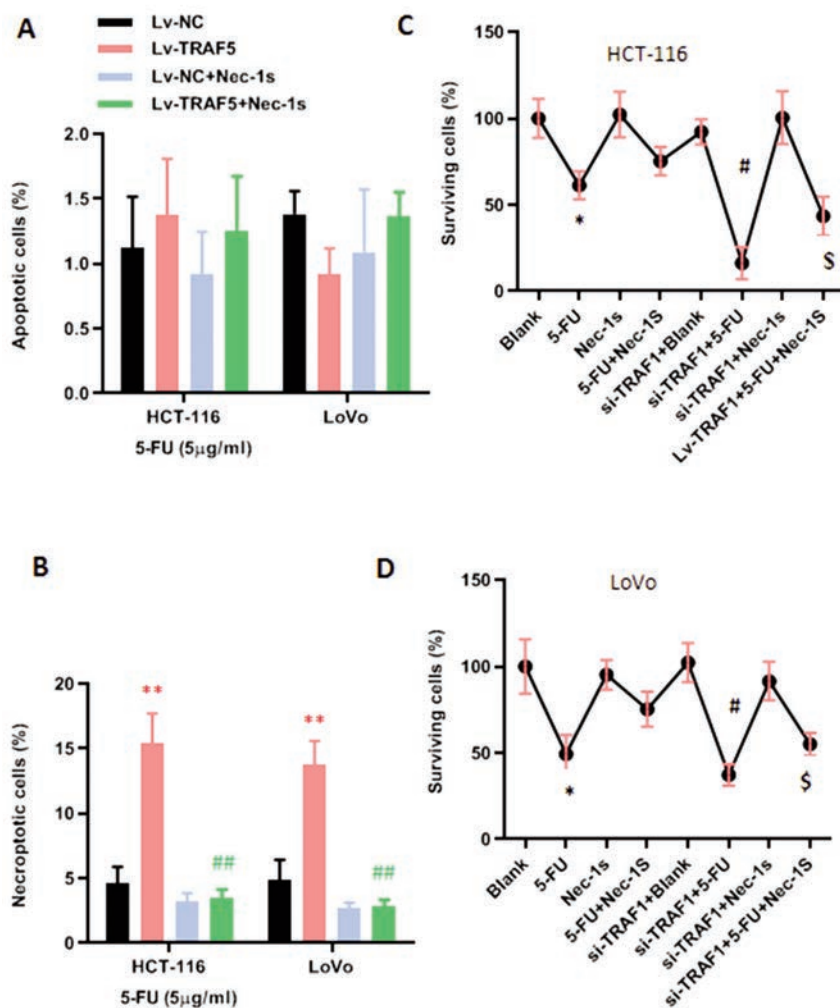 A
Lv-NC
Lv-TRAF5
Lv-NC+Nec-1s
Lv-TRAF5+Nec-1s
Apoptotic cells (%)
2.0
1.5
1.0
0.5
0.0
HCT-116
LoVo
5-FU (5μg/ml)
C
HCT-116
Surviving cells (%)
150
100
50
0
*
#
$
Blank
5-FU
Nec-1s
5-FU+Nec-1S
si-TRAF1+Blank
si-TRAF1+5-FU
si-TRAF1+Nec-1s
Lv-TRAF1+5-FU+Nec-1S
B
Necroptotic cells (%)
20
15
10
5
0
**
##
**
##
HCT-116
LoVo
5-FU (5μg/ml)
D
LoVo
Surviving cells (%)
150
100
50
0
*
#
$
Blank
5-FU
Nec-1s
5-FU+Nec-1S
si-TRAF1+Blank
si-TRAF1+5-FU
si-TRAF1+Nec-1s
si-TRAF1+5-FU+Nec-1S